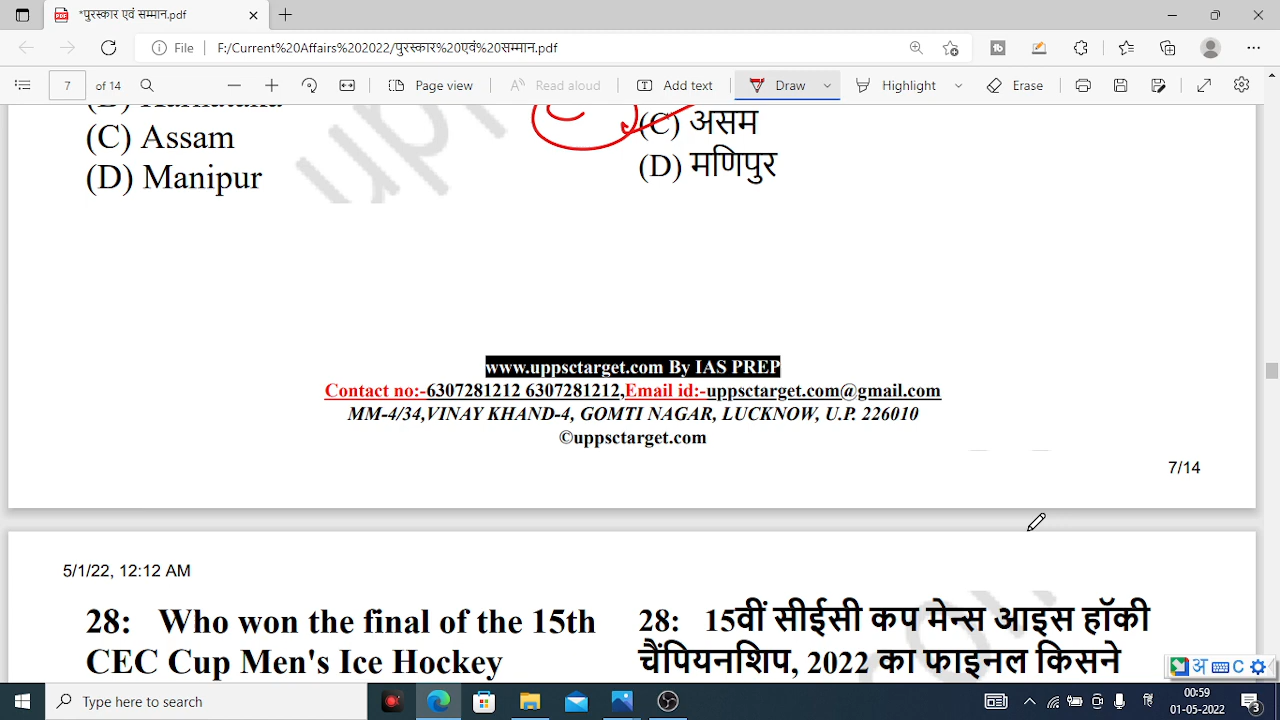 *पुरस्कार एवं सम्मान.pdf
File F:/Current%20Affairs%202022/पुरस्कार%20एवं%20सम्मान.pdf
7 of 14 Page view Read aloud Add text Draw Highlight Erase
(B) Karnataka
(C) Assam
(D) Manipur
(C) असम
(D) मणिपुर
www.uppsctarget.com By IAS PREP
Contact no:-6307281212 6307281212,Email id:-uppsctarget.com@gmail.com
MM-4/34,VINAY KHAND-4, GOMTI NAGAR, LUCKNOW, U.P. 226010
©uppsctarget.com
7/14
5/1/22, 12:12 AM
28: Who won the final of the 15th
CEC Cup Men's Ice Hockey
28: 15वीं सीईसी कप मेन्स आइस हॉकी
चैंपियनशिप, 2022 का फाइनल किसने
अ C
Type here to search
00:59
01-05-2022
3